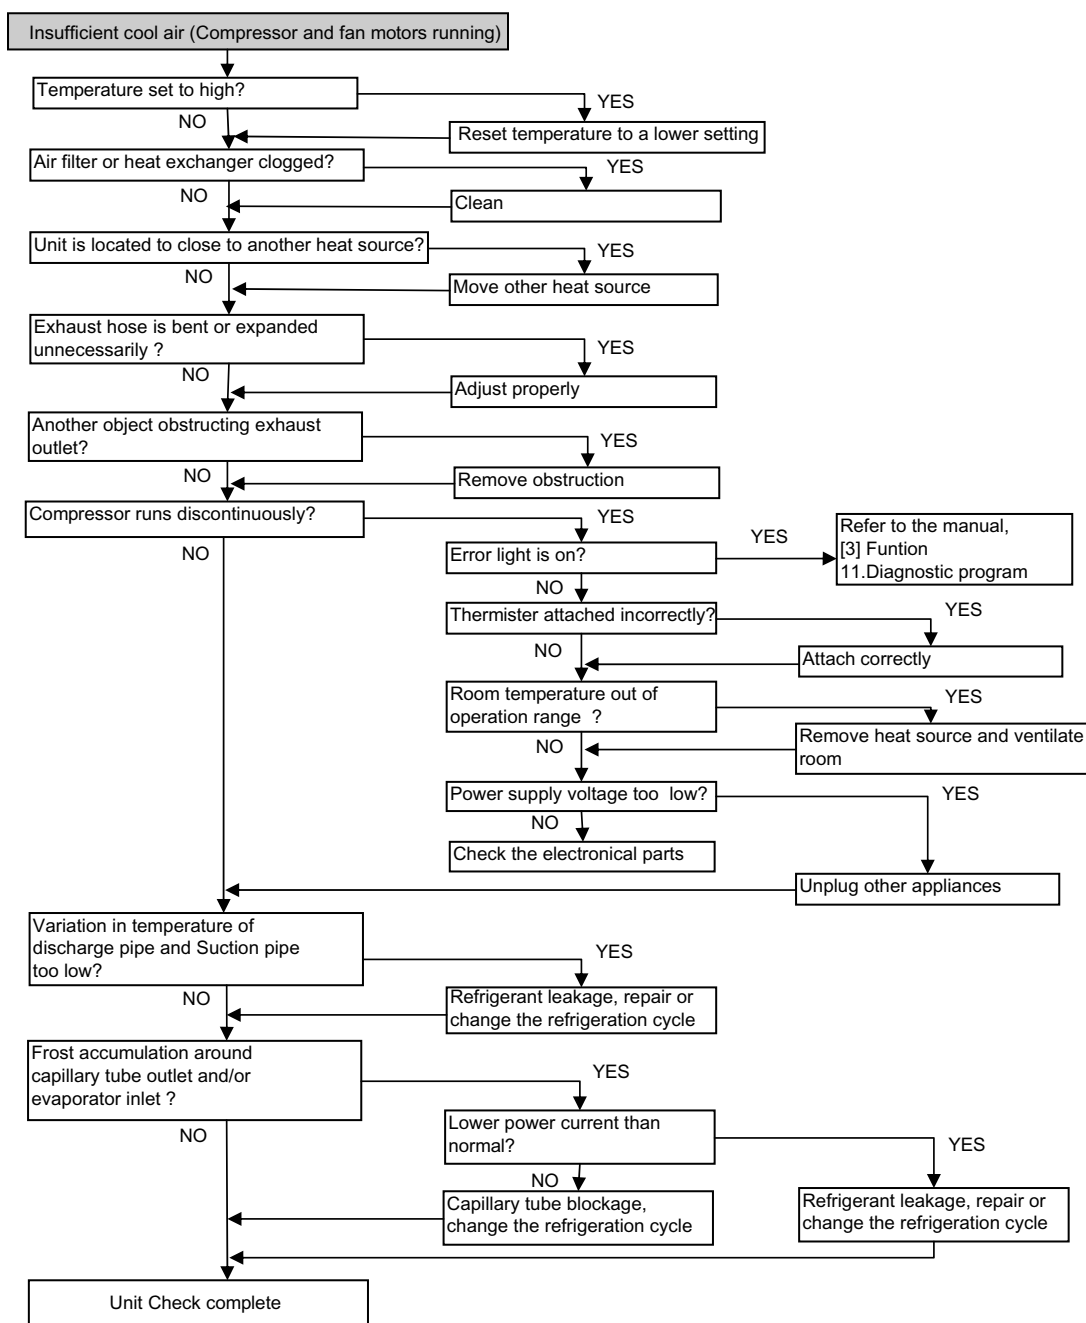 Insufficient cool air (Compressor and fan motors running)
Temperature set to high?
YES
NO
Reset temperature to a lower setting
Air filter or heat exchanger clogged?
YES
NO
Clean
Unit is located to close to another heat source?
YES
NO
Move other heat source
Exhaust hose is bent or expanded
unnecessarily ?
YES
NO
Adjust properly
Another object obstructing exhaust
outlet?
YES
NO
Remove obstruction
Compressor runs discontinuously?
YES
NO
Error light is on?
YES
Refer to the manual,
[3] Funtion
11.Diagnostic program
NO
Thermister attached incorrectly?
YES
NO
Attach correctly
Room temperature out of
operation range ?
YES
NO
Remove heat source and ventilate
room
Power supply voltage too low?
YES
NO
Check the electronical parts
Unplug other appliances
Variation in temperature of
discharge pipe and Suction pipe
too low?
YES
NO
Refrigerant leakage, repair or
change the refrigeration cycle
Frost accumulation around
capillary tube outlet and/or
evaporator inlet ?
YES
NO
Lower power current than
normal?
YES
NO
Capillary tube blockage,
change the refrigeration cycle
Refrigerant leakage, repair or
change the refrigeration cycle
Unit Check complete